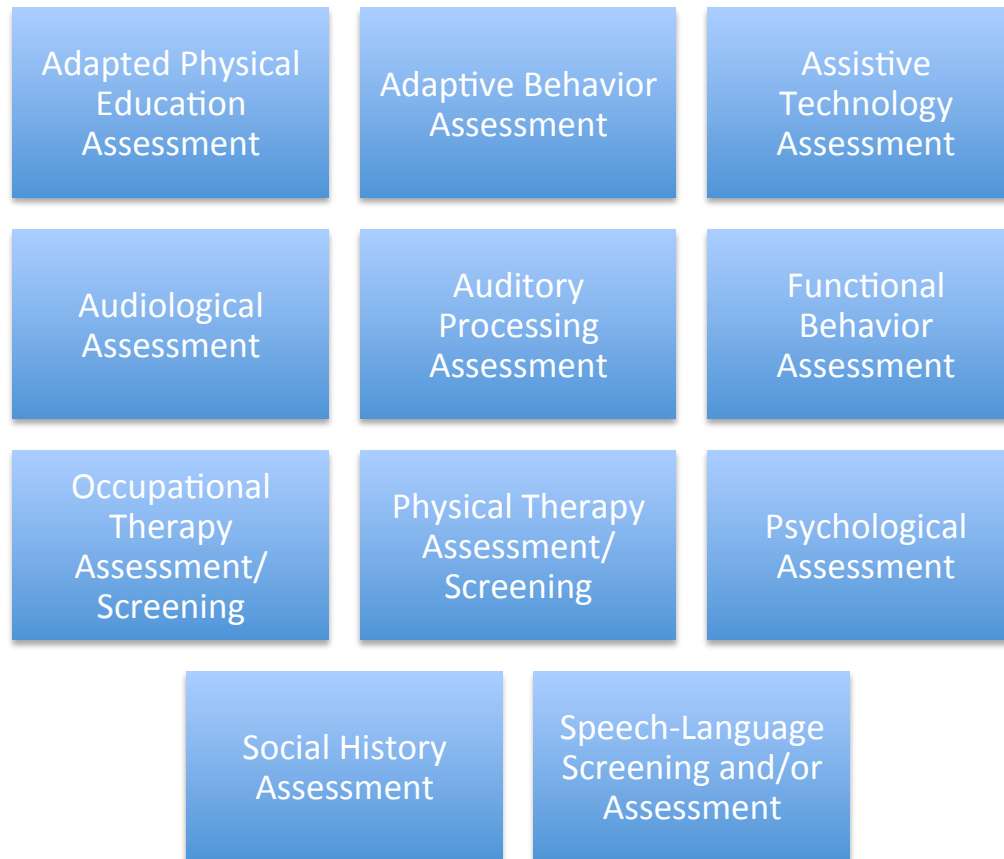 Adapted Physical
Education
Assessment
Adaptive Behavior
Assessment
Assistive
Technology
Assessment
Audiological
Assessment
Auditory
Processing
Assessment
Functional
Behavior
Assessment
Occupational
Therapy
Assessment/
Screening
Physical Therapy
Assessment/
Screening
Psychological
Assessment
Social History
Assessment
Speech-Language
Screening and/or
Assessment